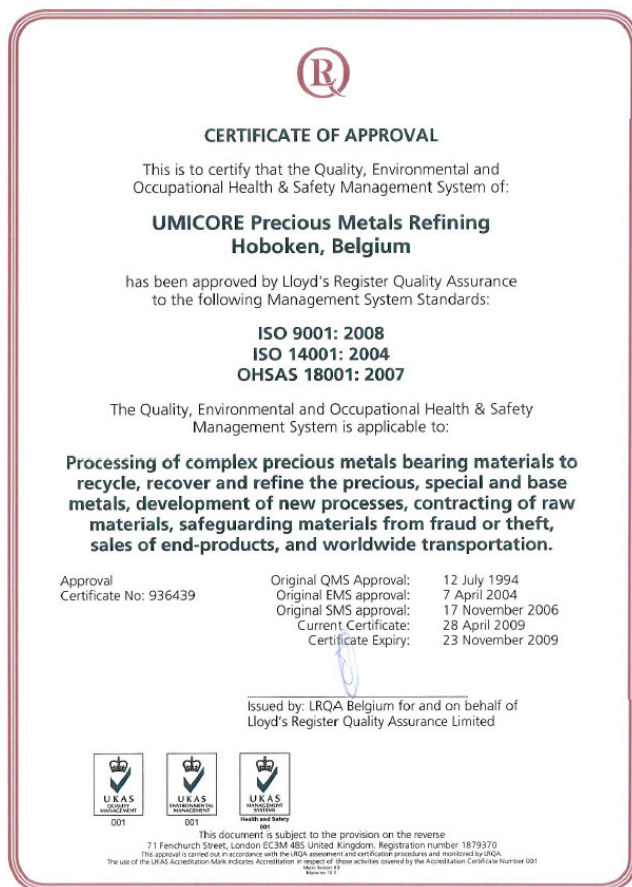 CERTIFICATE OF APPROVAL
This is to certify that the Quality, Environmental and
Occupational Health & Safety Management System of:
UMICORE Precious Metals Refining
Hoboken, Belgium
has been approved by Lloyd's Register Quality Assurance
to the following Management System Standards:
ISO 9001: 2008
ISO 14001: 2004
OHSAS 18001: 2007
The Quality, Environmental and Occupational Health & Safety
Management System is applicable to:
Processing of complex precious metals bearing materials to
recycle, recover and refine the precious, special and base
metals, development of new processes, contracting of raw
materials, safeguarding materials from fraud or theft,
sales of end-products, and worldwide transportation.
Approval
Certificate No: 936439
Original QMS Approval: 12 July 1994
Original EMS approval: 7 April 2004
Original SMS approval: 17 November 2006
Current Certificate: 28 April 2009
Certificate Expiry: 23 November 2009
Issued by: LRQA Belgium for and on behalf of
Lloyd's Register Quality Assurance Limited
UKAS
QUALITY
MANAGEMENT
001
UKAS
ENVIRONMENTAL
MANAGEMENT
001
UKAS
MANAGEMENT
SYSTEMS
Health and Safety
001
This document is subject to the provision on the reverse
71 Fenchurch Street, London EC3M 4BS United Kingdom. Registration number 1879370
This approval is carried out in accordance with the LRQA assessment and certification procedures and monitored by LRQA.
The use of the UKAS Accreditation Mark indicates Accreditation in respect of those activities covered by the Accreditation Certificate Number 001